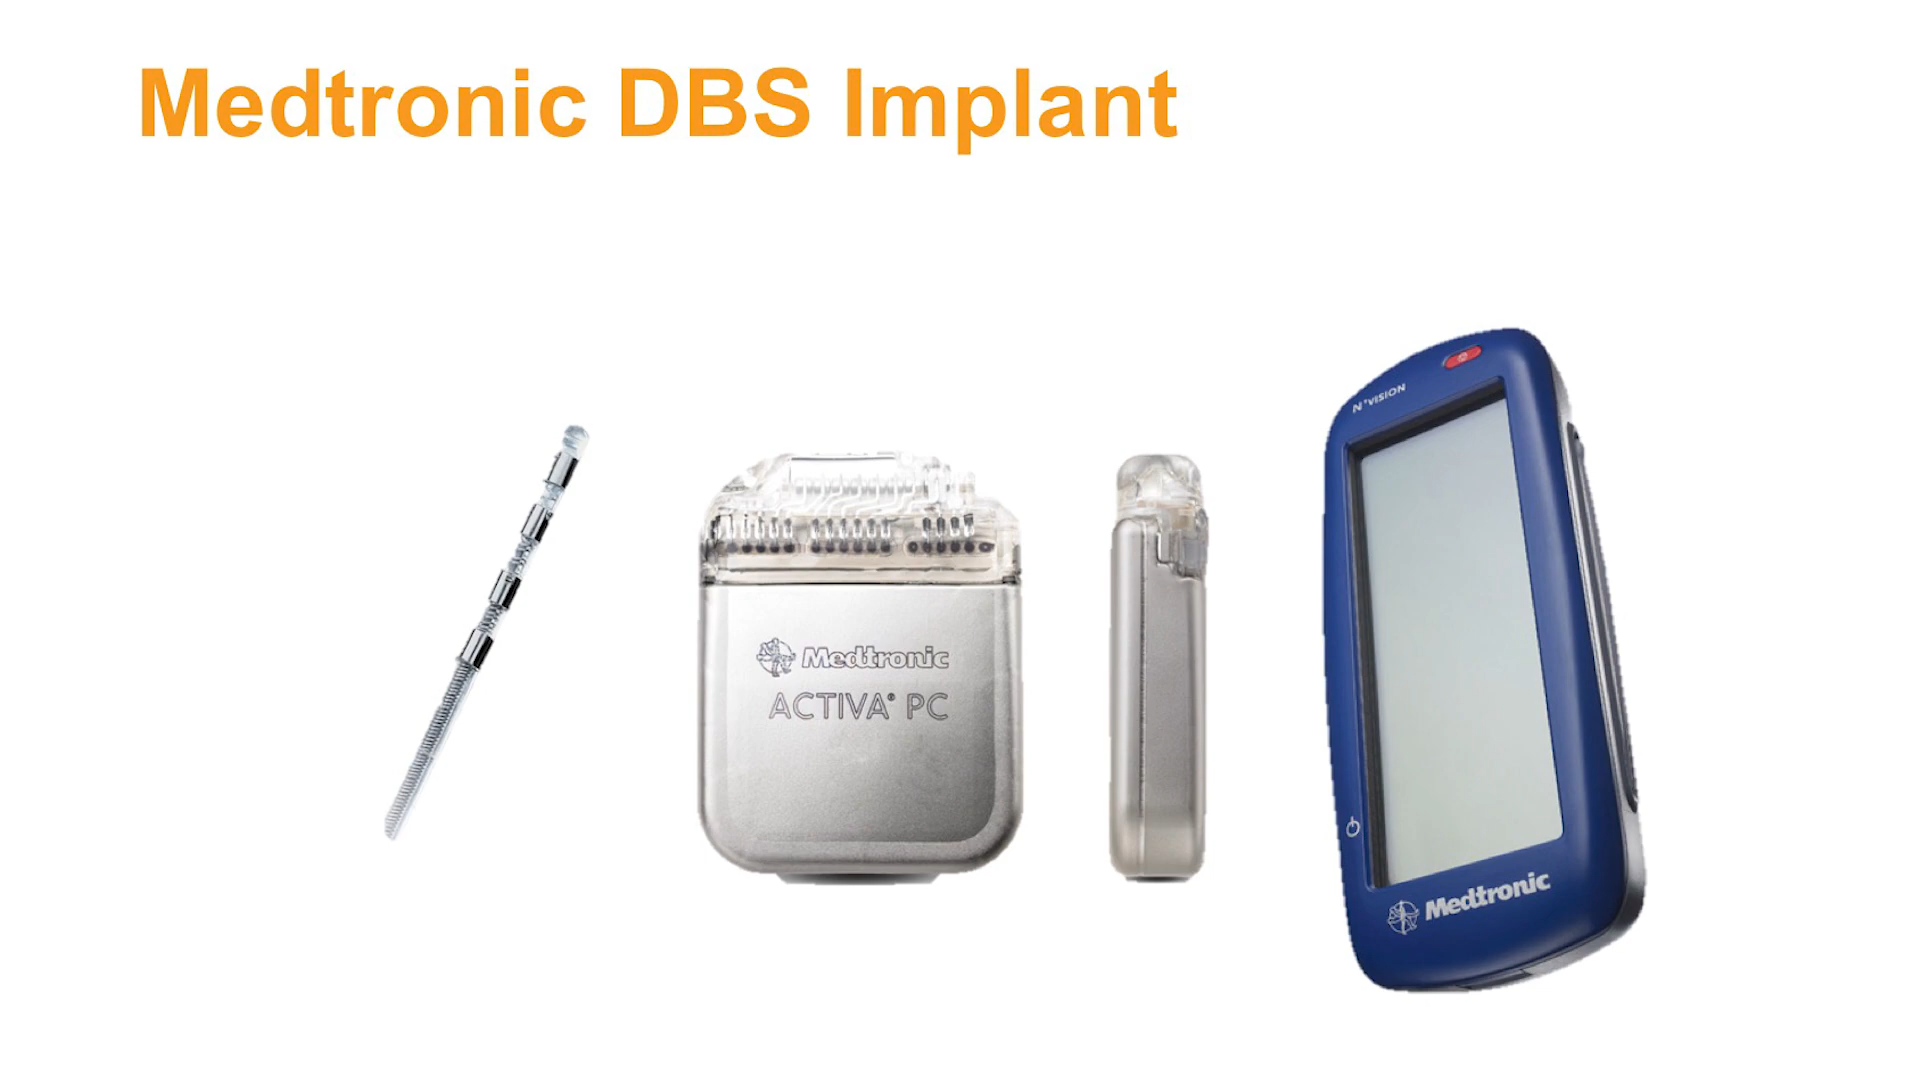 Medtronic DBS Implant
Medtronic
ACTIVA® PC
N'VISION
Medtronic